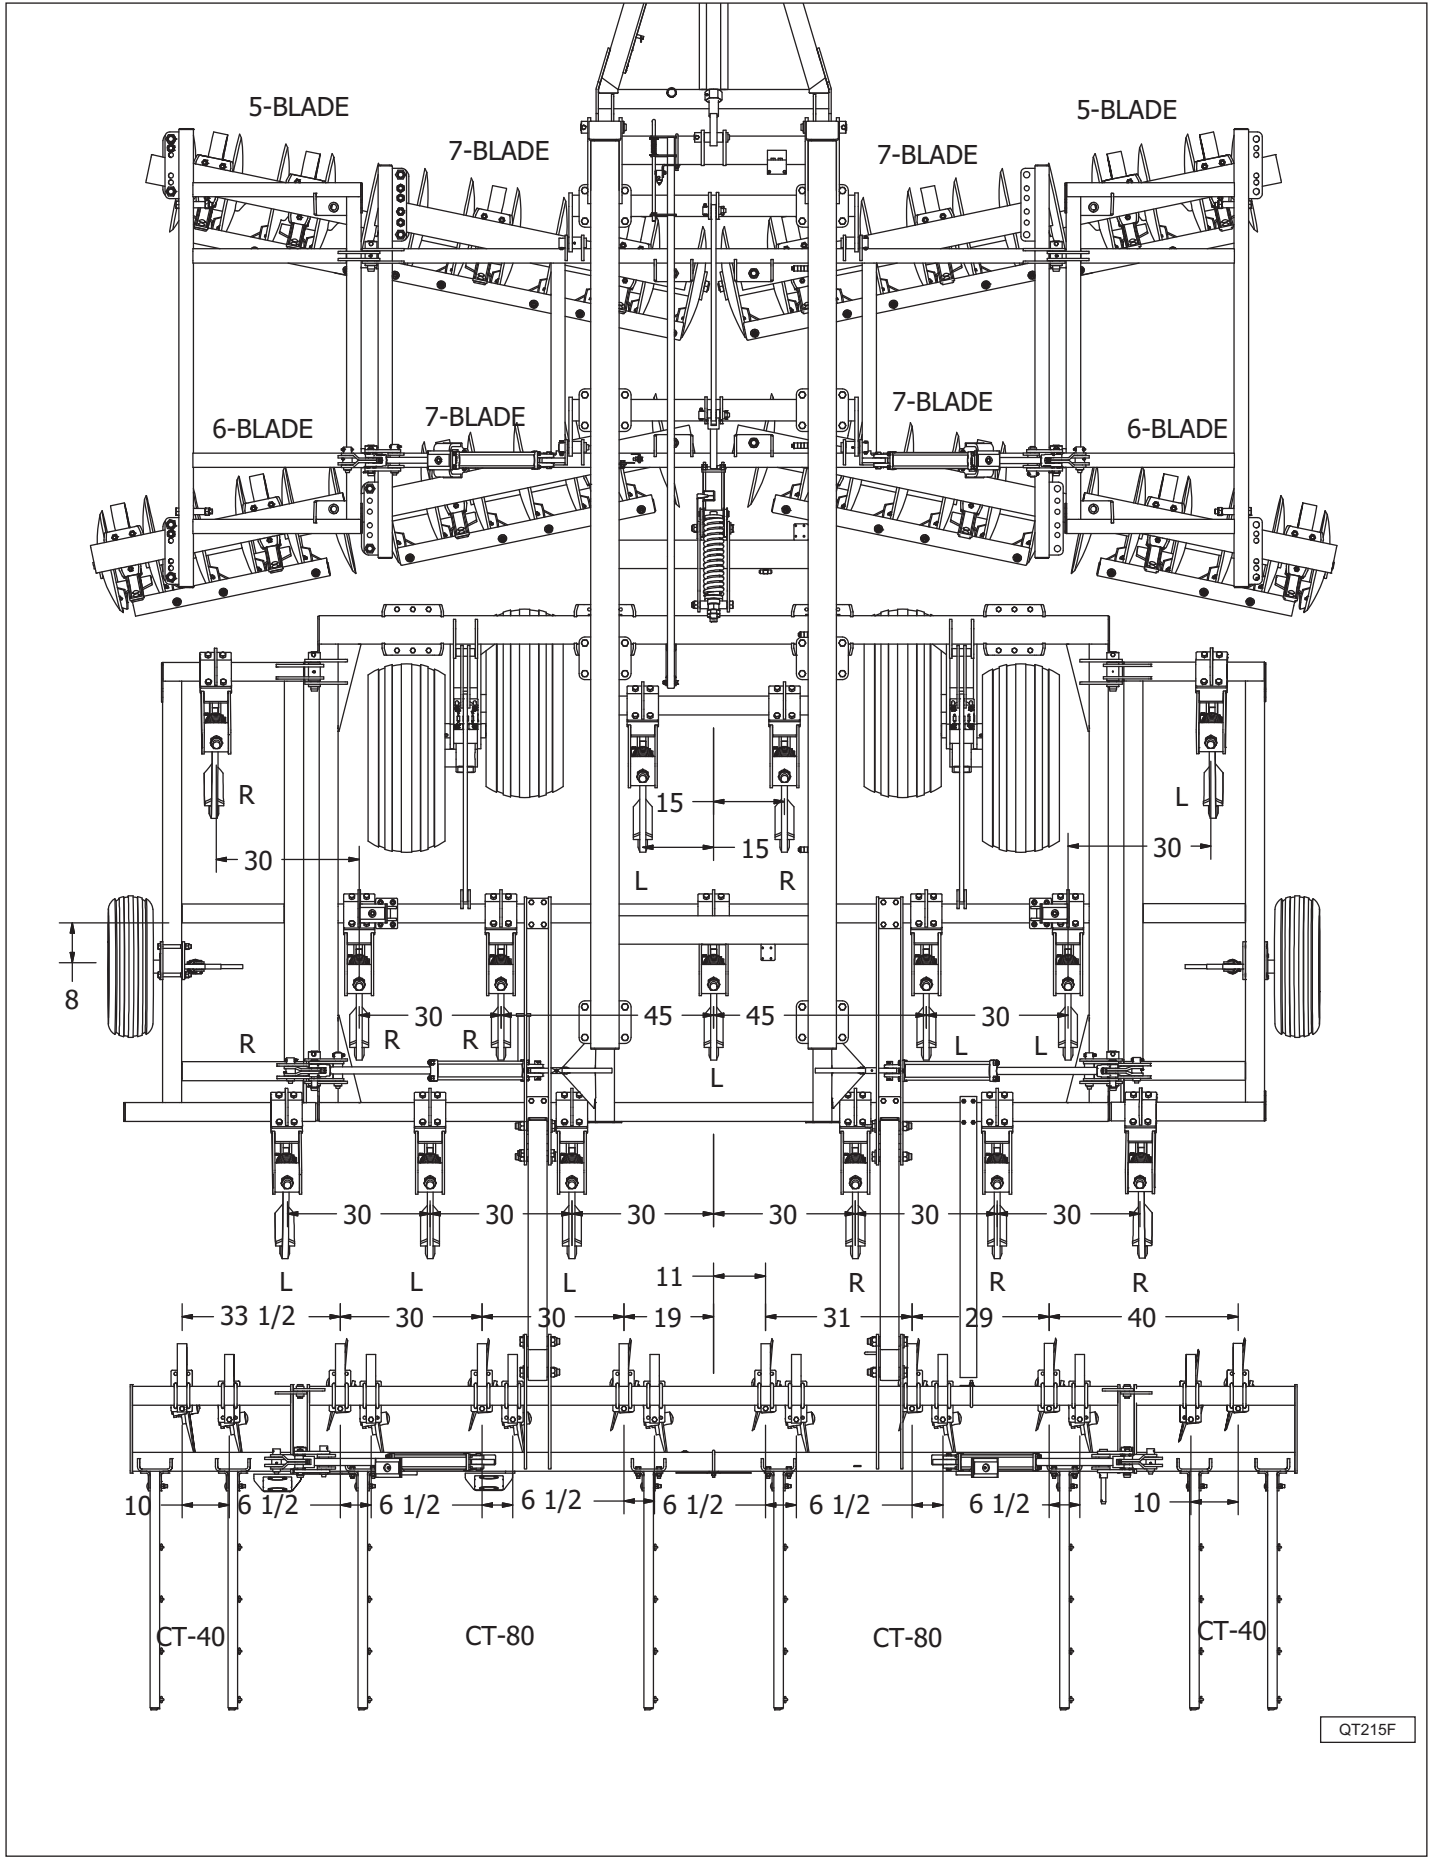 5-BLADE
5-BLADE
7-BLADE
7-BLADE
6-BLADE
7-BLADE
7-BLADE
6-BLADE
R
L
15
15
30
30
L
R
8
30
45
45
30
R
R
R
L
L
L
30
30
30
30
30
30
L
L
L
R
R
R
11
33 1/2
30
30
19
31
29
40
10
6 1/2
6 1/2
6 1/2
6 1/2
6 1/2
6 1/2
10
CT-40
CT-80
CT-80
CT-40
QT215F